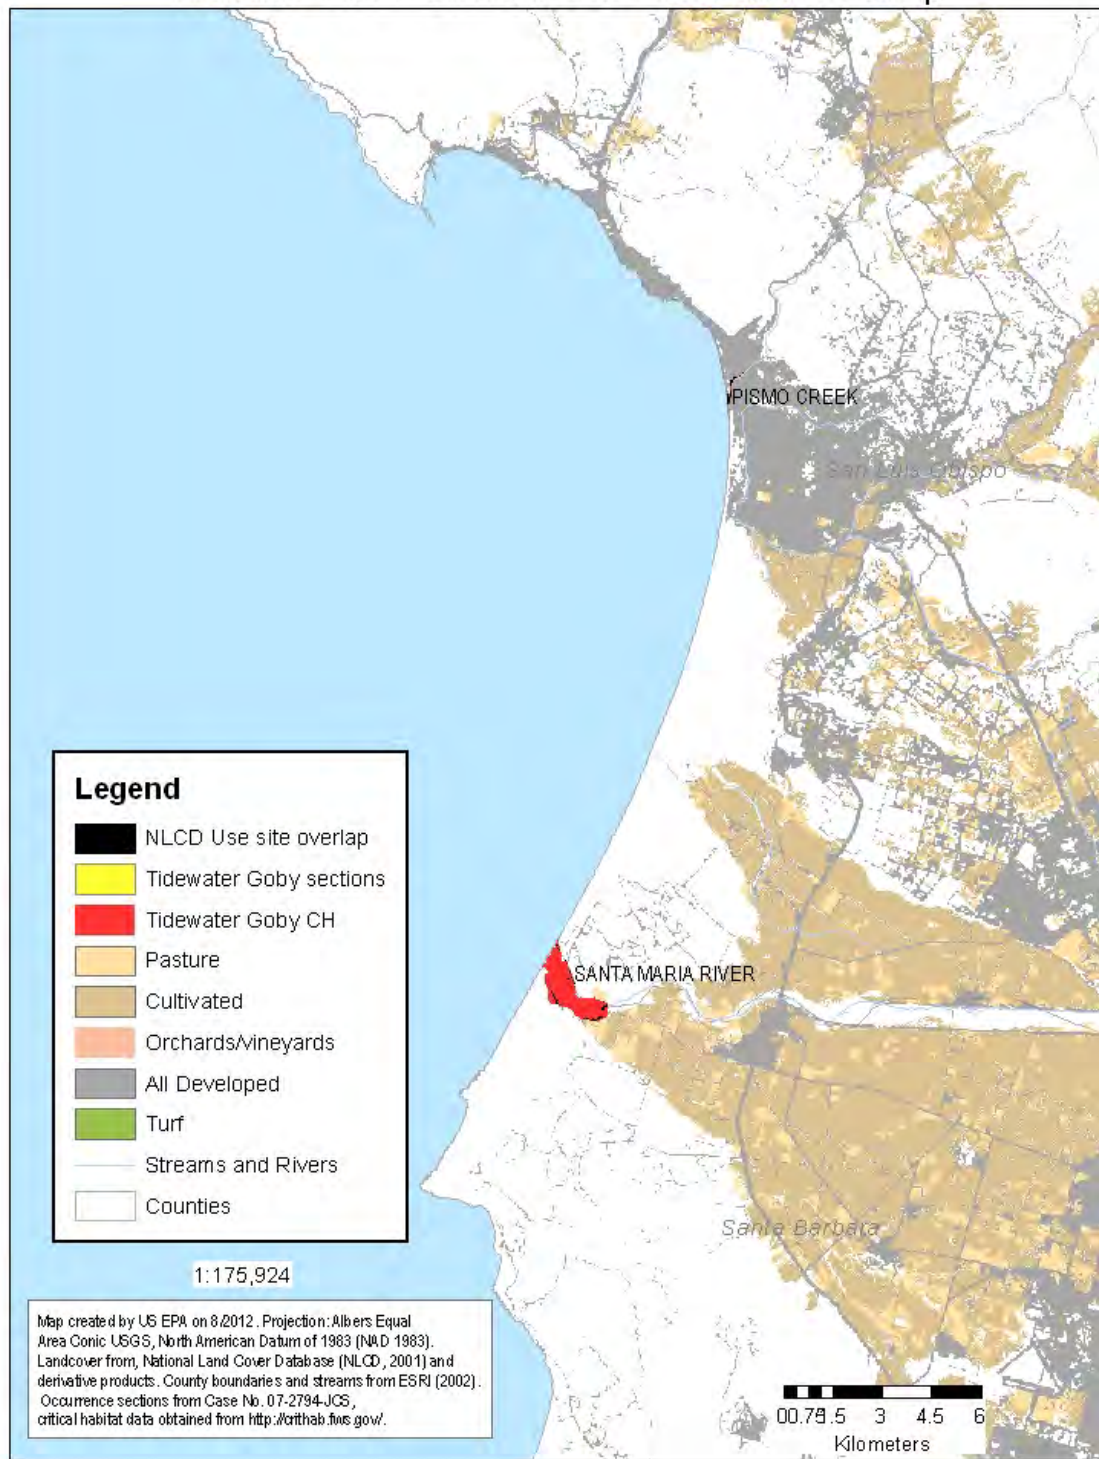 PISMO CREEK
San Luis Obispo
Legend
NLCD Use site overlap
Tidewater Goby sections
Tidewater Goby CH
Pasture
Cultivated
Orchards/vineyards
All Developed
Turf
Streams and Rivers
Counties
SANTA MARIA RIVER
Santa Barbara
1:175,924
Map created by US EPA on 8/2012. Projection: Albers Equal
Area Conic USGS, North American Datum of 1983 (NAD 1983).
Landcover from, National Land Cover Database (NLCD, 2001) and
derivative products. County boundaries and streams from ESRI (2002).
Occurrence sections from Case No. 07-2794-JCS,
critical habitat data obtained from http://crithab.fws.gov/.
00.751.5 3 4.5 6
Kilometers